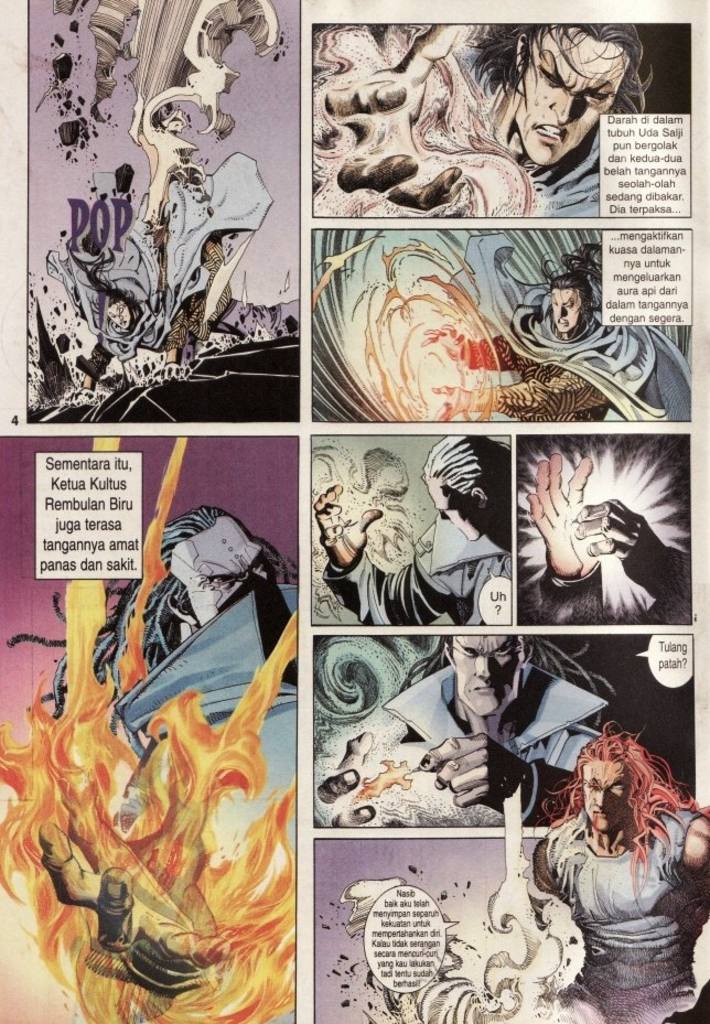 POP
Darah di dalam
tubuh Uda Salji
pun bergolak
dan kedua-dua
belah tangannya
seolah-olah
sedang dibakar.
Dia terpaksa...
...mengaktifkan
kuasa dalaman-
nya untuk
mengeluarkan
aura api dari
dalam tangannya
dengan segera.
4
Sementara itu,
Ketua Kultus
Rembulan Biru
juga terasa
tangannya amat
panas dan sakit.
Uh
?
Tulang
patah?
Nasib
baik aku telah
menyimpan separuh
kekuatan untuk
mempertahankan diri.
Kalau tidak serangan
secara mencuri-curi
yang kau lakukan
tadi tentu sudah
berhasil!